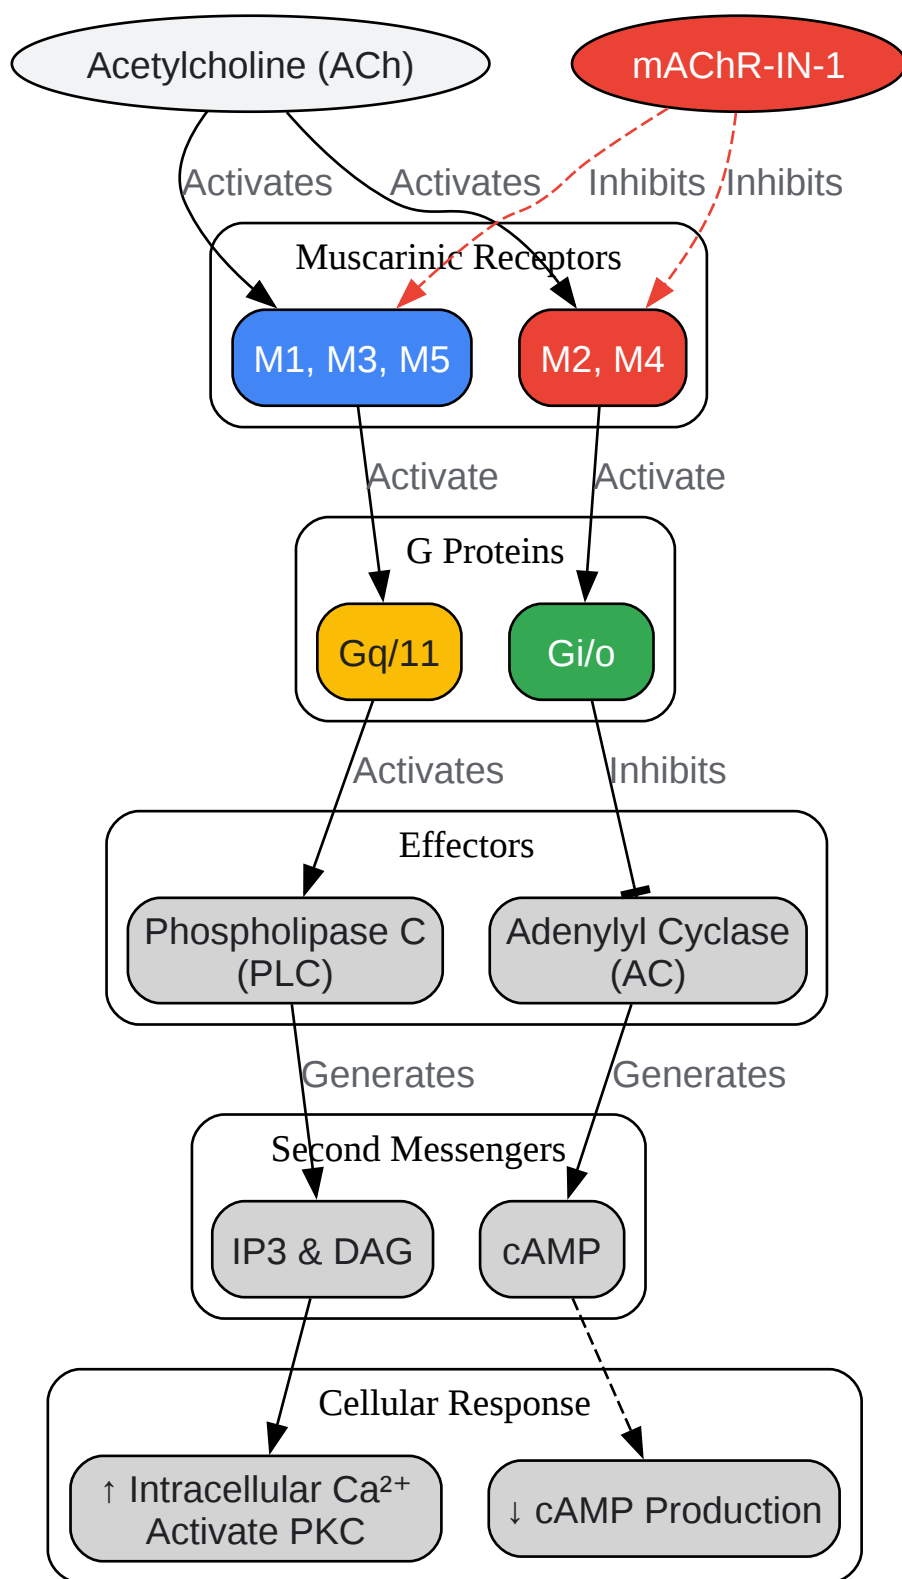 Acetylcholine (ACh)
mAChR-IN-1
Activates
Activates
Inhibits
Inhibits
Muscarinic Receptors
M1, M3, M5
M2, M4
Activate
Activate
G Proteins
Gq/11
Gi/o
Activates
Inhibits
Effectors
Phospholipase C
(PLC)
Adenylyl Cyclase
(AC)
Generates
Generates
Second Messengers
IP3 & DAG
cAMP
Cellular Response
↑ Intracellular Ca²⁺
Activate PKC
↓ cAMP Production